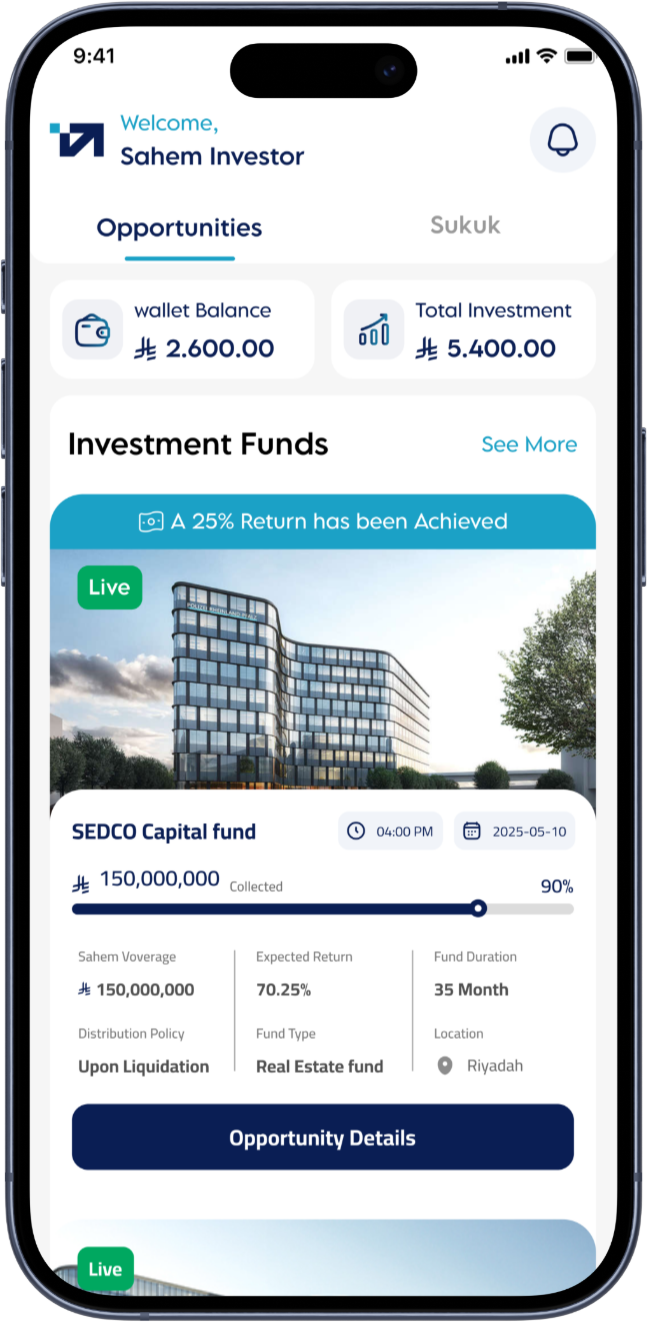 9:41
Welcome,
Sahem Investor
Opportunities
Sukuk
wallet Balance
2.600.00
Total Investment
5.400.00
Investment Funds
See More
A 25% Return has been Achieved
Live
POLIZEI RHEINLAND-PFALZ
SEDCO Capital fund
04:00 PM
2025-05-10
150,000,000 Collected
90%
Sahem Voverage
Expected Return
Fund Duration
150,000,000
70.25%
35 Month
Distribution Policy
Fund Type
Location
Upon Liquidation
Real Estate fund
Riyadah
Opportunity Details
Live